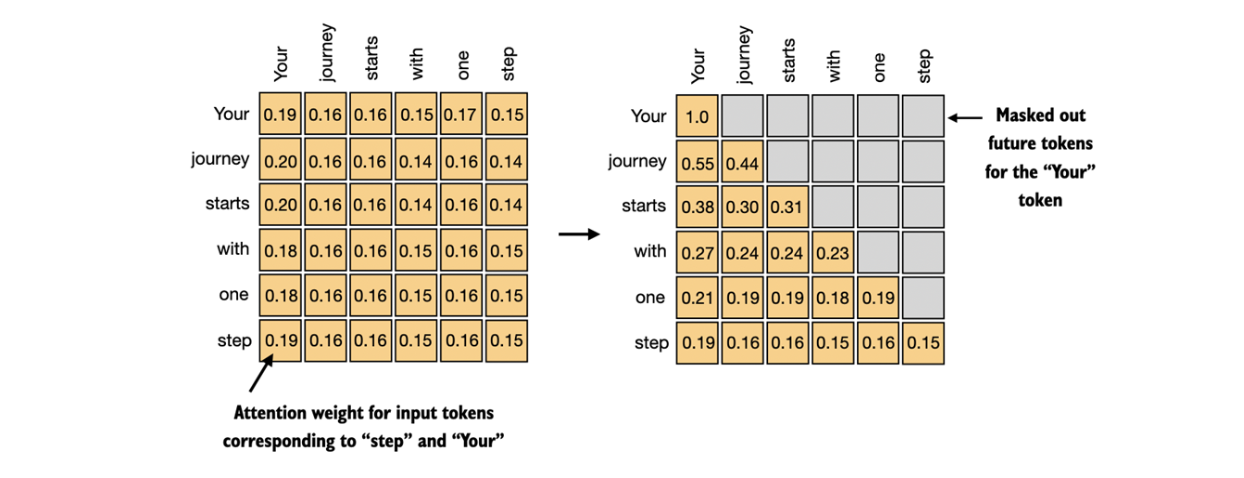 Your journey starts with one step
Your 0.19 0.16 0.16 0.15 0.17 0.15
journey 0.20 0.16 0.16 0.14 0.16 0.14
starts 0.20 0.16 0.16 0.14 0.16 0.14
with 0.18 0.16 0.16 0.15 0.16 0.15
one 0.18 0.16 0.16 0.15 0.16 0.15
step 0.19 0.16 0.16 0.15 0.16 0.15
Attention weight for input tokens
corresponding to “step” and “Your”
Your journey starts with one step
Your 1.0
journey 0.55 0.44
starts 0.38 0.30 0.31
with 0.27 0.24 0.24 0.23
one 0.21 0.19 0.19 0.18 0.19
step 0.19 0.16 0.16 0.15 0.16 0.15
Masked out
future tokens
for the “Your”
token